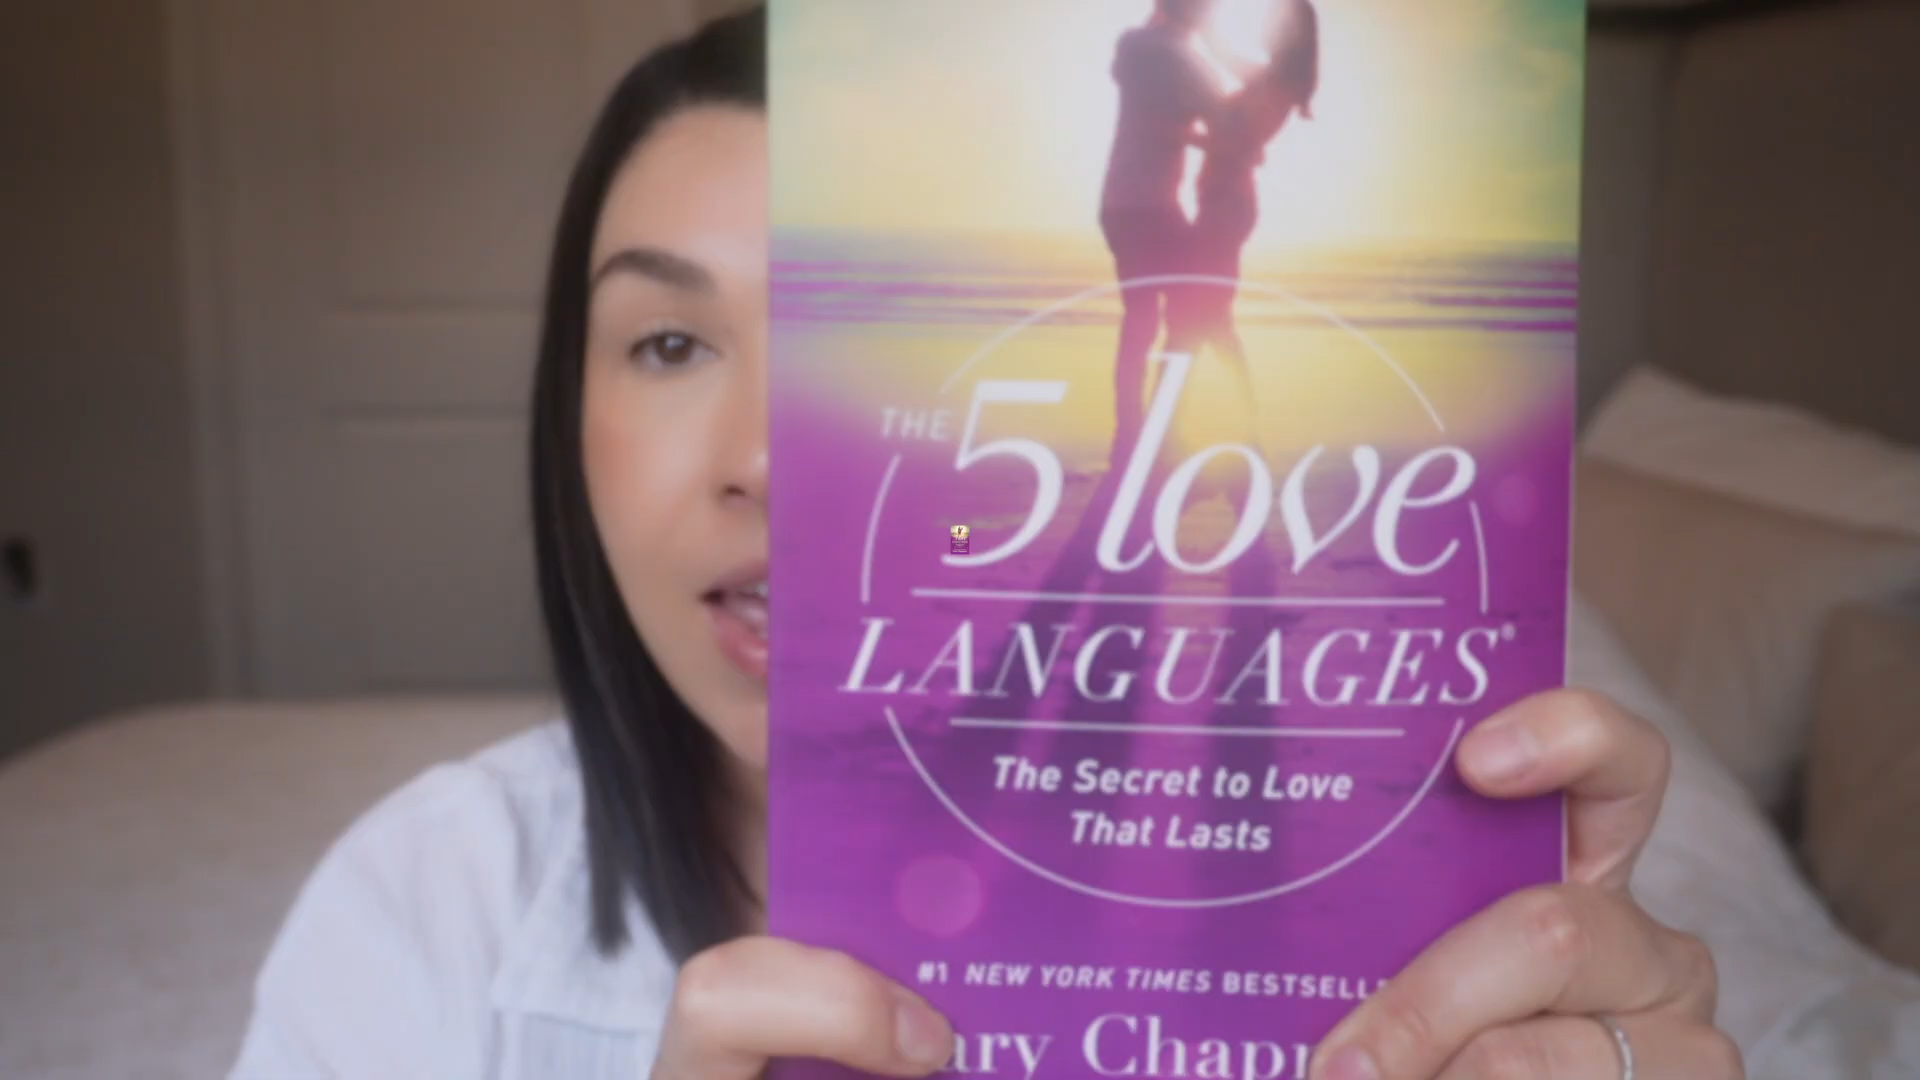 THE 5 love
LANGUAGES®
The Secret to Love
That Lasts
#1 NEW YORK TIMES BESTSELL
ary Chap